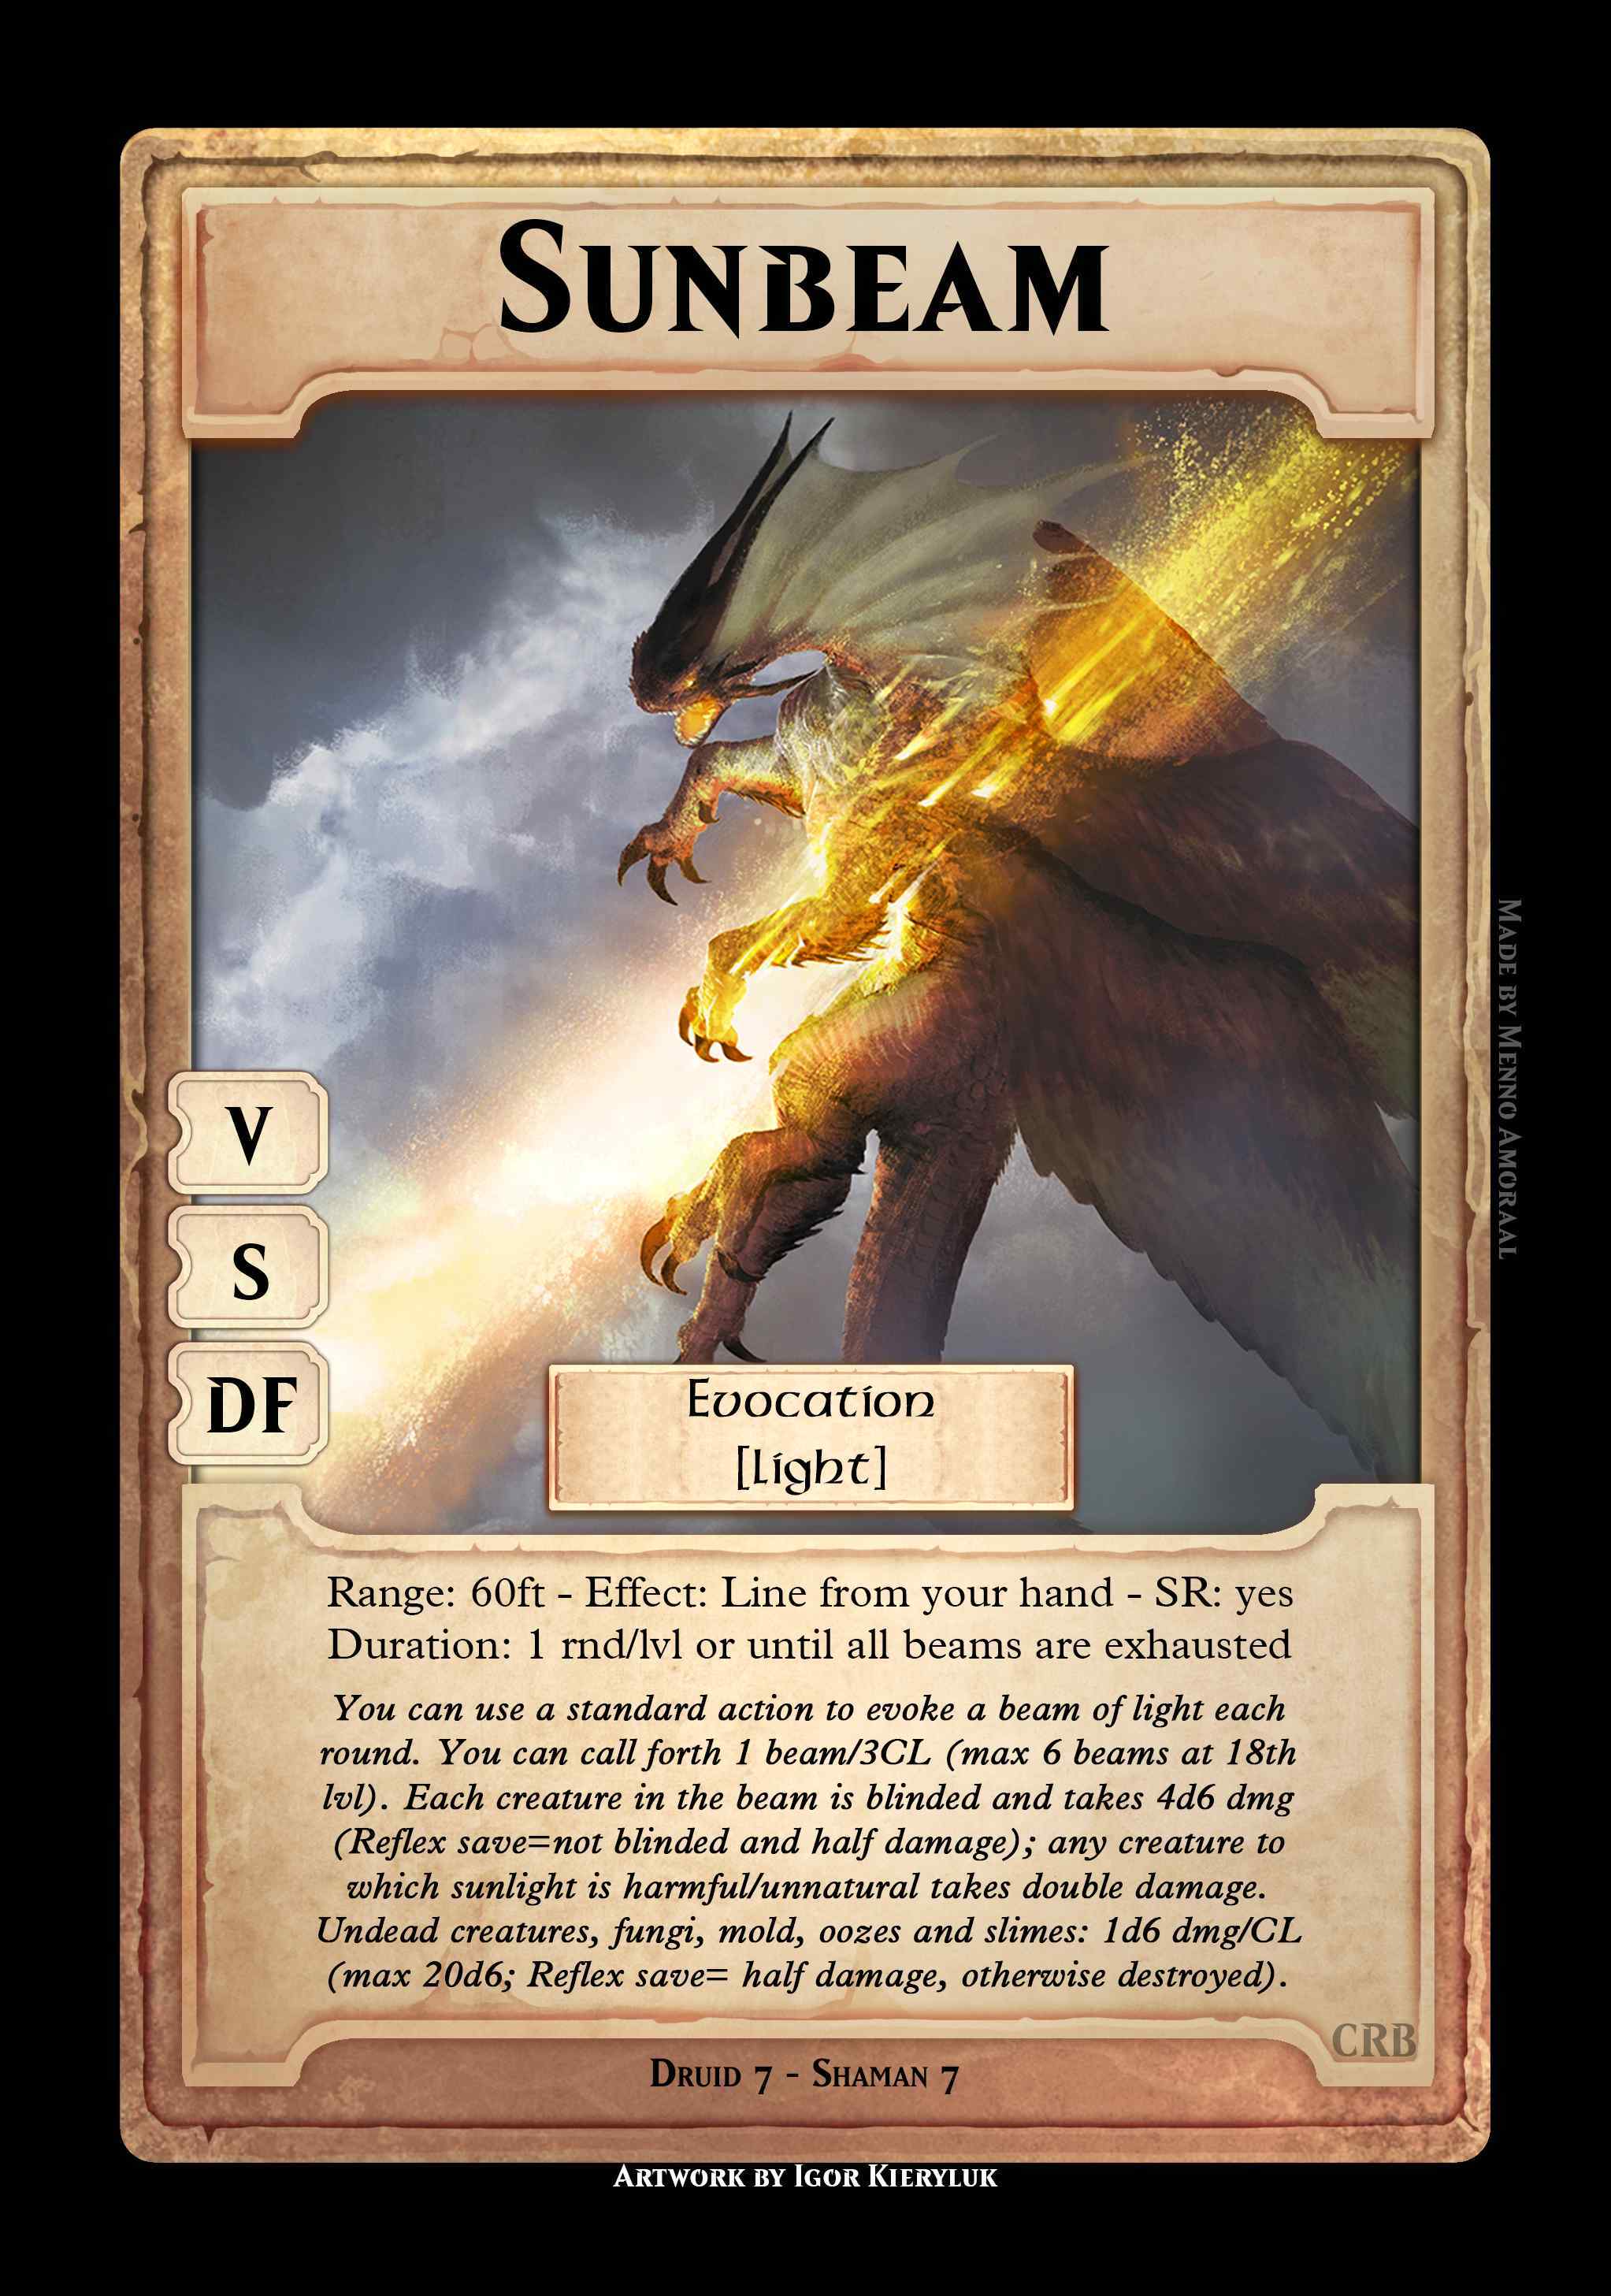 SUNBEAM
V
S
DF
Evocation
[Light]
Range: 60ft - Effect: Line from your hand - SR: yes
Duration: 1 rnd/lvl or until all beams are exhausted
You can use a standard action to evoke a beam of light each
round. You can call forth 1 beam/3CL (max 6 beams at 18th
lvl). Each creature in the beam is blinded and takes 4d6 dmg
(Reflex save=not blinded and half damage); any creature to
which sunlight is harmful/unnatural takes double damage.
Undead creatures, fungi, mold, oozes and slimes: 1d6 dmg/CL
(max 20d6; Reflex save= half damage, otherwise destroyed).
CRB
DRUID 7 - SHAMAN 7
ARTWORK BY IGOR KIERYLUK
MADE BY MENNO AMORAAL